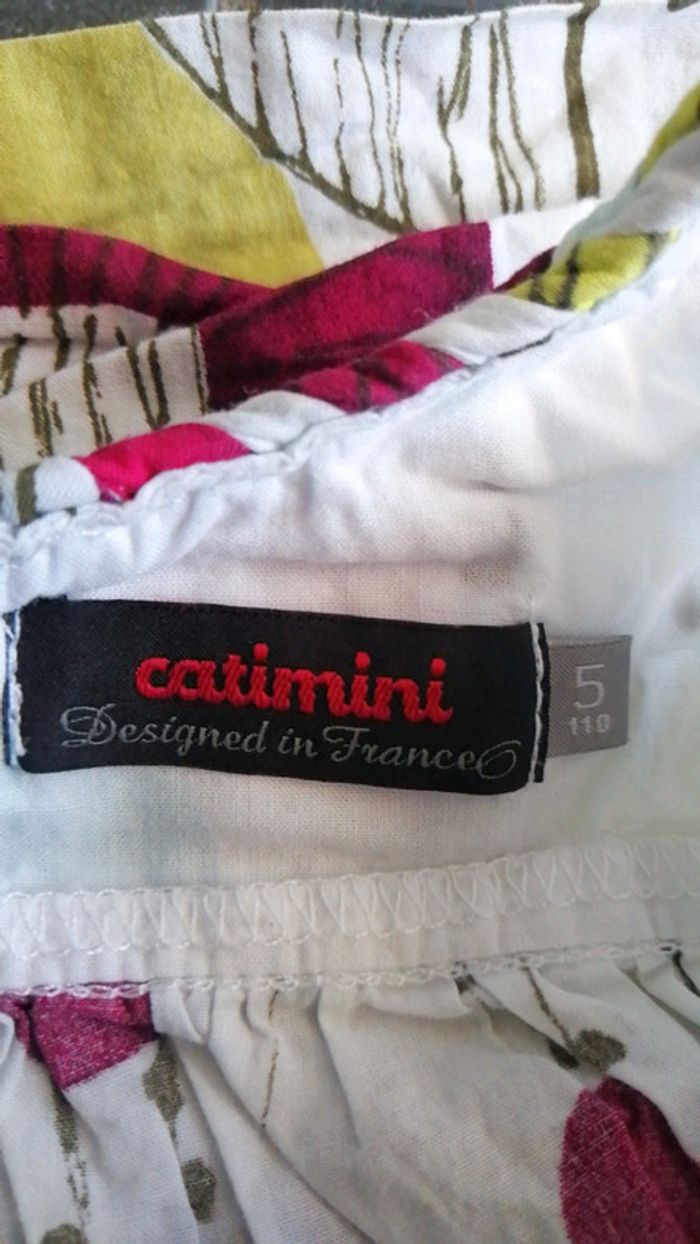 catimini
Designed in France
5
110